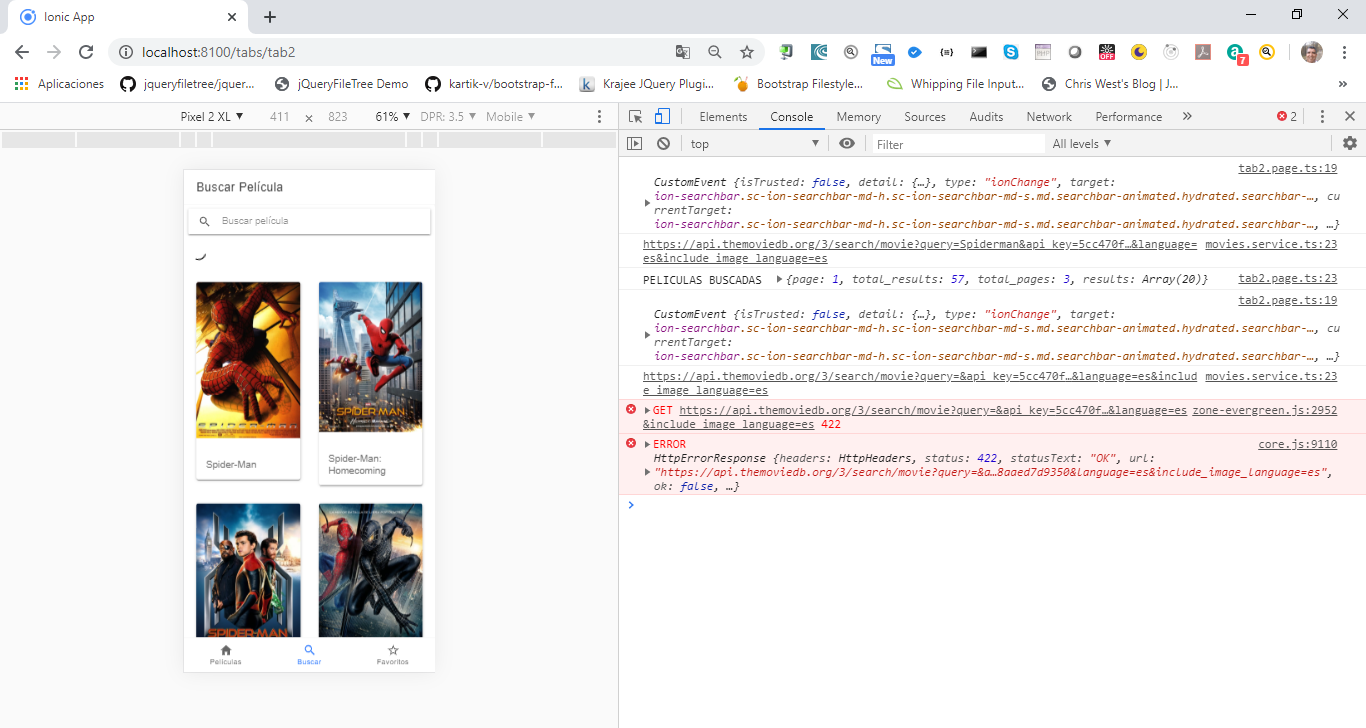 Ionic App
localhost:8100/tabs/tab2
New
OFF
7
Aplicaciones
jqueryfiletree/jquer...
jQueryFileTree Demo
kartik-v/bootstrap-f...
Krajee JQuery Plugi...
Bootstrap Filestyle...
Whipping File Input...
Chris West's Blog | J...
»
Pixel 2 XL ▼ 411 × 823 61% ▼ DPR: 3.5 ▼ Mobile ▼
Elements Console Memory Sources Audits Network Performance » 2
top ▼ Filter All levels ▼
Buscar Película
Buscar película
SPIDER-MAN
Spider-Man
SPIDER-MAN
Spider-Man:
Homecoming
SPIDER-MAN
Películas
Buscar
Favoritos
tab2.page.ts:19
CustomEvent {isTrusted: false, detail: {…}, type: "ionChange", target:
ion-searchbar.sc-ion-searchbar-md-h.sc-ion-searchbar-md-s.md.searchbar-animated.hydrated.searchbar-…, cu
rrentTarget:
ion-searchbar.sc-ion-searchbar-md-h.sc-ion-searchbar-md-s.md.searchbar-animated.hydrated.searchbar-…, …}
https://api.themoviedb.org/3/search/movie?query=Spiderman&api_key=5cc470f…&language= movies.service.ts:23
es&include_image_language=es
PELICULAS BUSCADAS {page: 1, total_results: 57, total_pages: 3, results: Array(20)} tab2.page.ts:23
tab2.page.ts:19
CustomEvent {isTrusted: false, detail: {…}, type: "ionChange", target:
ion-searchbar.sc-ion-searchbar-md-h.sc-ion-searchbar-md-s.md.searchbar-animated.hydrated.searchbar-…, cu
rrentTarget:
ion-searchbar.sc-ion-searchbar-md-h.sc-ion-searchbar-md-s.md.searchbar-animated.hydrated.searchbar-…, …}
https://api.themoviedb.org/3/search/movie?query=&api_key=5cc470f…&language=es&includ movies.service.ts:23
e_image_language=es
GET https://api.themoviedb.org/3/search/movie?query=&api_key=5cc470f…&language=es zone-evergreen.js:2952
&include_image_language=es 422
ERROR core.js:9110
HttpErrorResponse {headers: HttpHeaders, status: 422, statusText: "OK", url:
"https://api.themoviedb.org/3/search/movie?query=&a…8aaed7d9350&language=es&include_image_language=es",
ok: false, …}